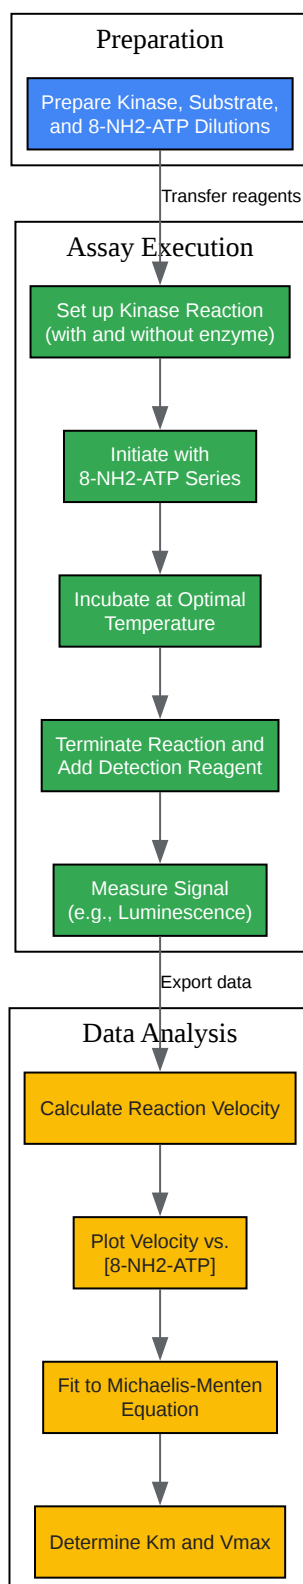 Preparation
Prepare Kinase, Substrate,
and 8-NH2-ATP Dilutions
Transfer reagents
Assay Execution
Set up Kinase Reaction
(with and without enzyme)
Initiate with
8-NH2-ATP Series
Incubate at Optimal
Temperature
Terminate Reaction and
Add Detection Reagent
Measure Signal
(e.g., Luminescence)
Export data
Data Analysis
Calculate Reaction Velocity
Plot Velocity vs.
[8-NH2-ATP]
Fit to Michaelis-Menten
Equation
Determine Km and Vmax